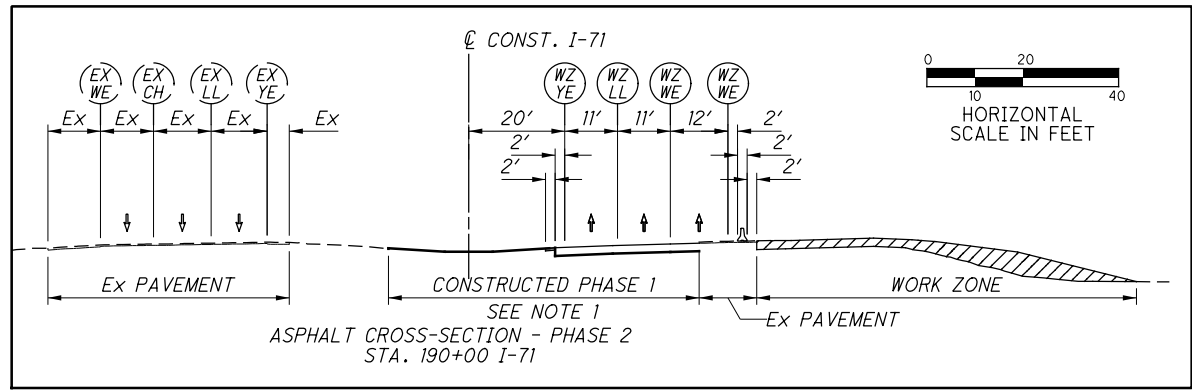 ℄ CONST. I-71
EX WE
EX CH
EX LL
EX YE
WZ YE
WZ LL
WZ WE
WZ WE
0 20
10 40
HORIZONTAL
SCALE IN FEET
Ex Ex Ex Ex Ex
20' 11' 11' 12' 2'
2' 2'
2' 2'
Ex PAVEMENT
CONSTRUCTED PHASE 1
WORK ZONE
SEE NOTE 1
Ex PAVEMENT
ASPHALT CROSS-SECTION - PHASE 2
STA. 190+00 I-71